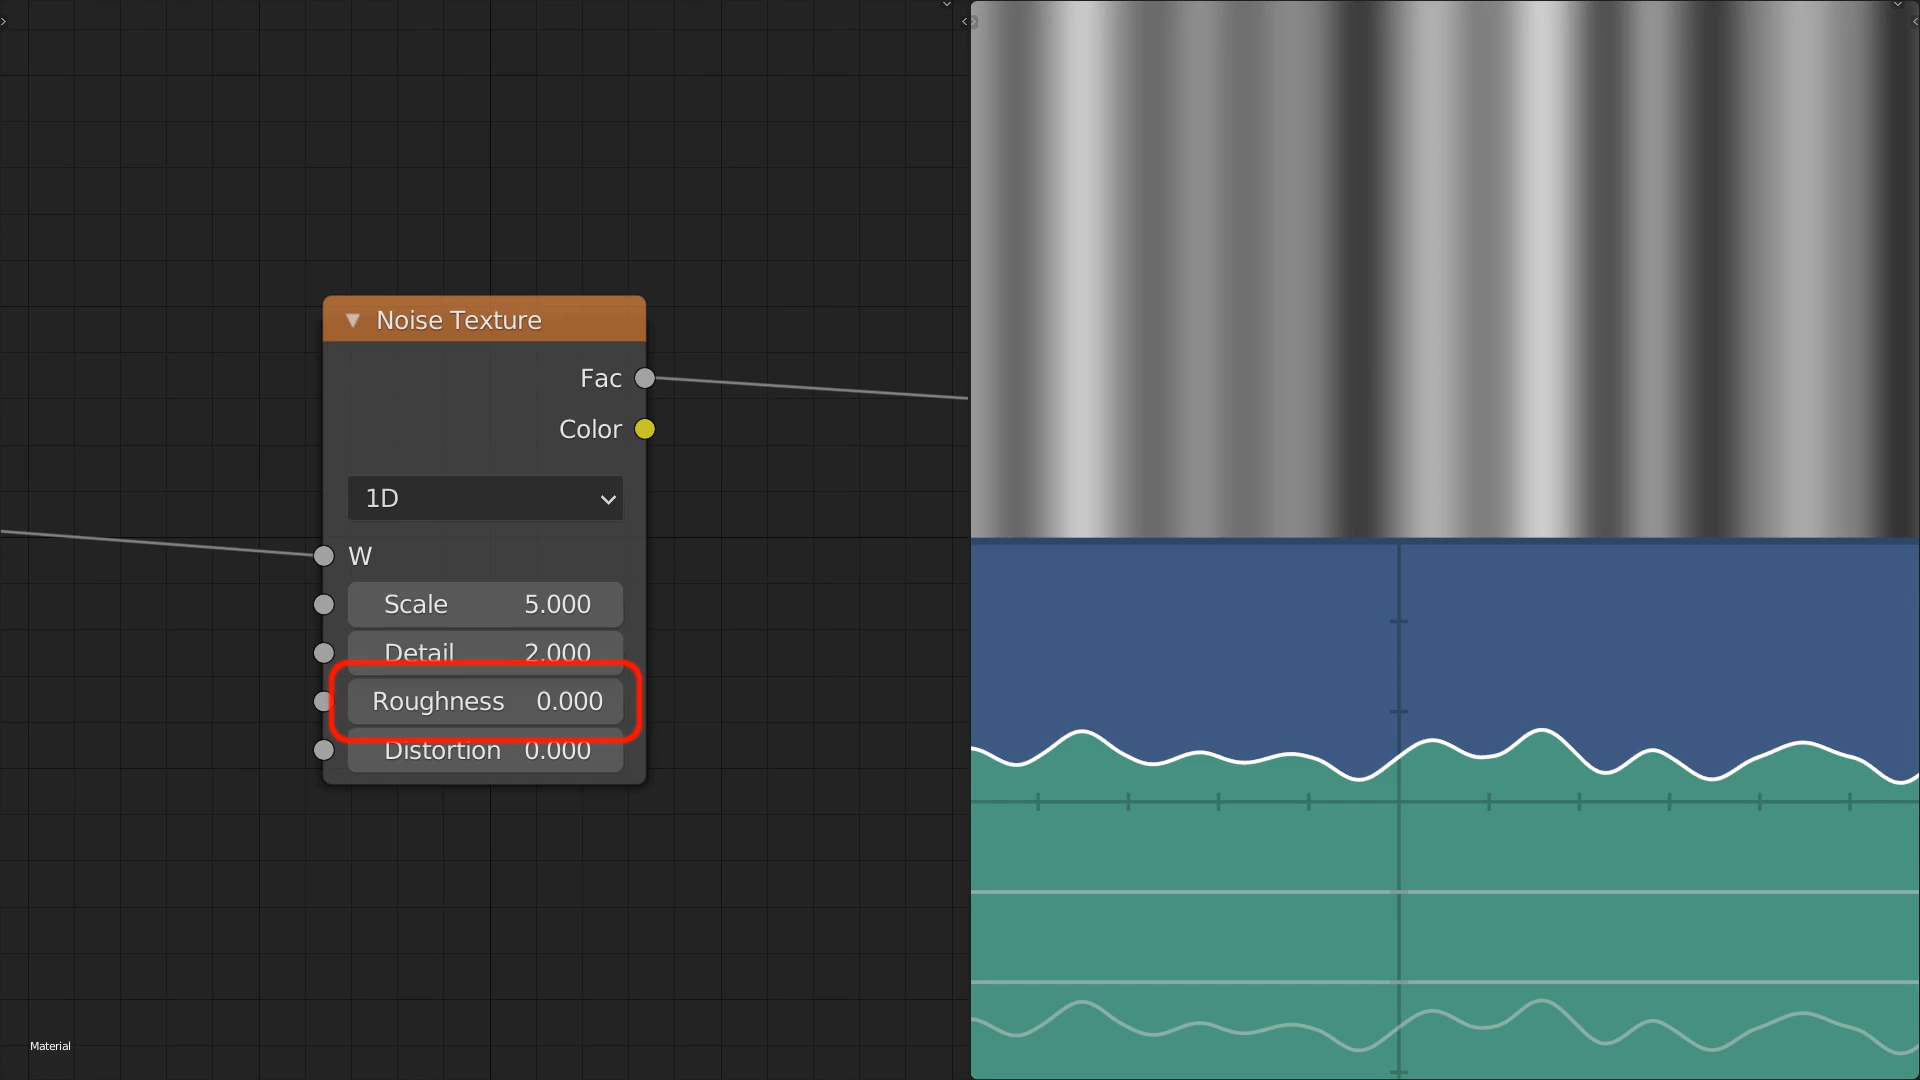 Noise Texture
Fac
Color
1D
W
Scale 5.000
Detail 2.000
Roughness 0.000
Distortion 0.000
Material